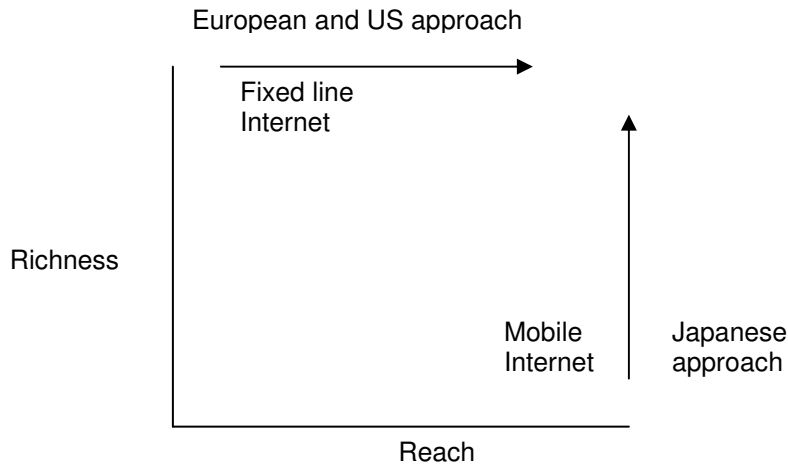 European and US approach
Fixed line
Internet
Richness
Mobile
Internet
Japanese
approach
Reach